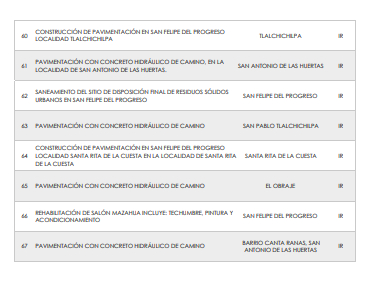 CONSTRUCCIÓN DE PAVIMENTACIÓN EN SAN FELIPE DEL PROGRESO
60 LOCALIDAD TLALCHICHILPA TLALCHICHILPA IR
61 PAVIMENTACIÓN CON CONCRETO HIDRÁULICO DE CAMINO, EN LA SAN ANTONIO DE LAS HUERTAS IR
LOCALIDAD DE SAN ANTONIO DE LAS HUERTAS.
62 SANEAMIENTO DEL SITIO DE DISPOSICIÓN FINAL DE RESIDUOS SÓLIDOS SAN FELIPE DEL PROGRESO IR
URBANOS EN SAN FELIPE DEL PROGRESO
63 PAVIMENTACIÓN CON CONCRETO HIDRÁULICO DE CAMINO SAN PABLO TLALCHICHILPA IR
CONSTRUCCIÓN DE PAVIMENTACIÓN EN SAN FELIPE DEL PROGRESO
64 LOCALIDAD SANTA RITA DE LA CUESTA EN LA LOCALIDAD DE SANTA RITA SANTA RITA DE LA CUESTA IR
DE LA CUESTA
65 PAVIMENTACIÓN CON CONCRETO HIDRÁULICO DE CAMINO EL OBRAJE IR
66 REHABILITACIÓN DE SALÓN MAZAHUA INCLUYE: TECHUMBRE, PINTURA Y SAN FELIPE DEL PROGRESO IR
ACONDICIONAMIENTO
67 PAVIMENTACIÓN CON CONCRETO HIDRÁULICO DE CAMINO BARRIO CANTA RANAS, SAN IR
ANTONIO DE LAS HUERTAS